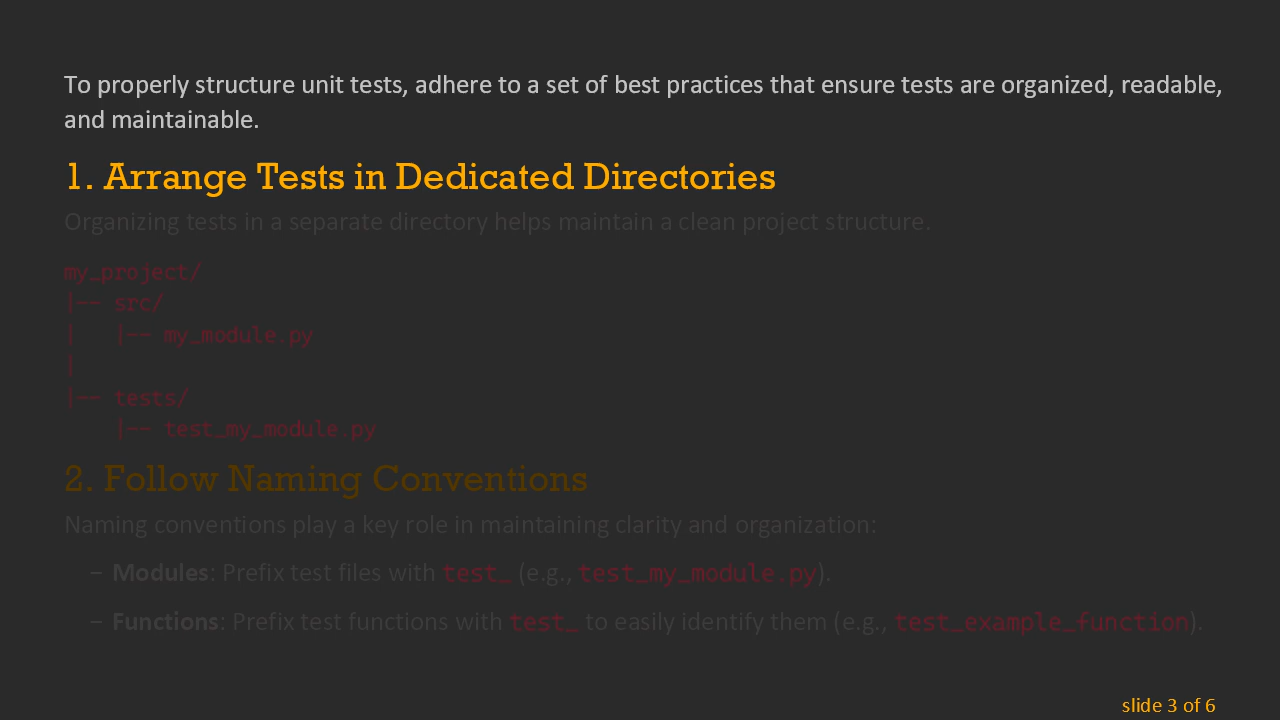 To properly structure unit tests, adhere to a set of best practices that ensure tests are organized, readable,
and maintainable.
1. Arrange Tests in Dedicated Directories
Organizing tests in a separate directory helps maintain a clean project structure.
my_project/
|-- src/
|   |-- my_module.py
|
|-- tests/
    |-- test_my_module.py
2. Follow Naming Conventions
Naming conventions play a key role in maintaining clarity and organization:
– Modules: Prefix test files with test_ (e.g., test_my_module.py).
– Functions: Prefix test functions with test_ to easily identify them (e.g., test_example_function).
slide 3 of 6